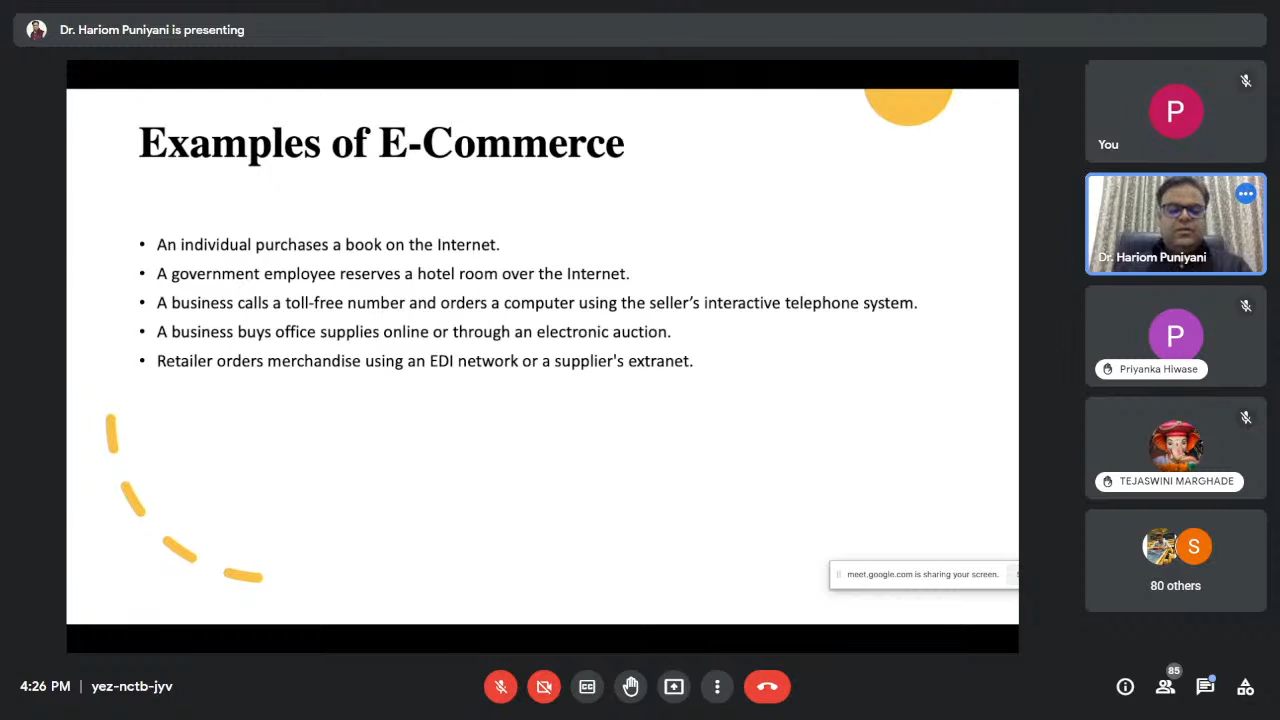 Dr. Hariom Puniyani is presenting
Examples of E-Commerce
• An individual purchases a book on the Internet.
• A government employee reserves a hotel room over the Internet.
• A business calls a toll-free number and orders a computer using the seller’s interactive telephone system.
• A business buys office supplies online or through an electronic auction.
• Retailer orders merchandise using an EDI network or a supplier's extranet.
meet.google.com is sharing your screen.
P
You
Dr. Hariom Puniyani
P
Priyanka Hiwase
TEJASWINI MARGHADE
S
80 others
4:26 PM | yez-nctb-jyv
CC
85